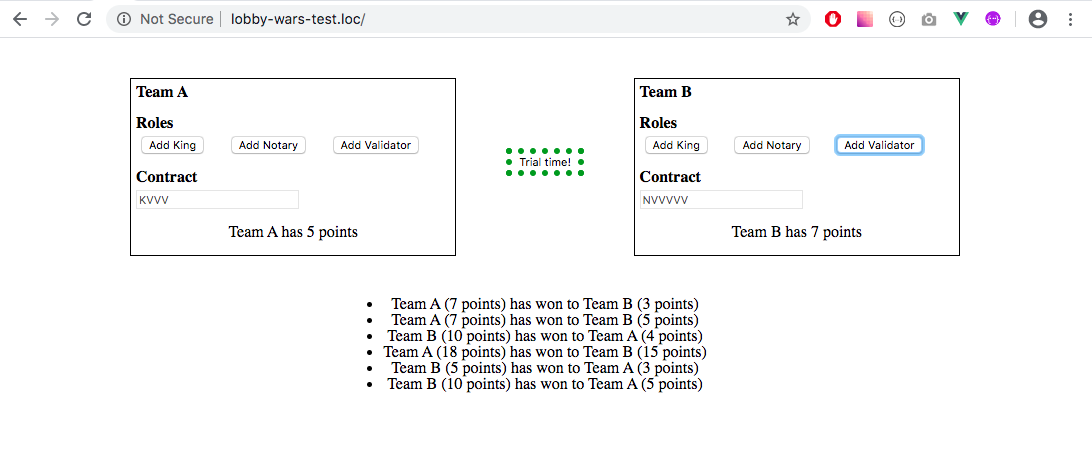 Not Secure | lobby-wars-test.loc/
Team A
Roles
Add King Add Notary Add Validator
Contract
KVVV
Team A has 5 points
Trial time!
Team B
Roles
Add King Add Notary Add Validator
Contract
NVVVVV
Team B has 7 points
• Team A (7 points) has won to Team B (3 points)
• Team A (7 points) has won to Team B (5 points)
• Team B (10 points) has won to Team A (4 points)
• Team A (18 points) has won to Team B (15 points)
• Team B (5 points) has won to Team A (3 points)
• Team B (10 points) has won to Team A (5 points)